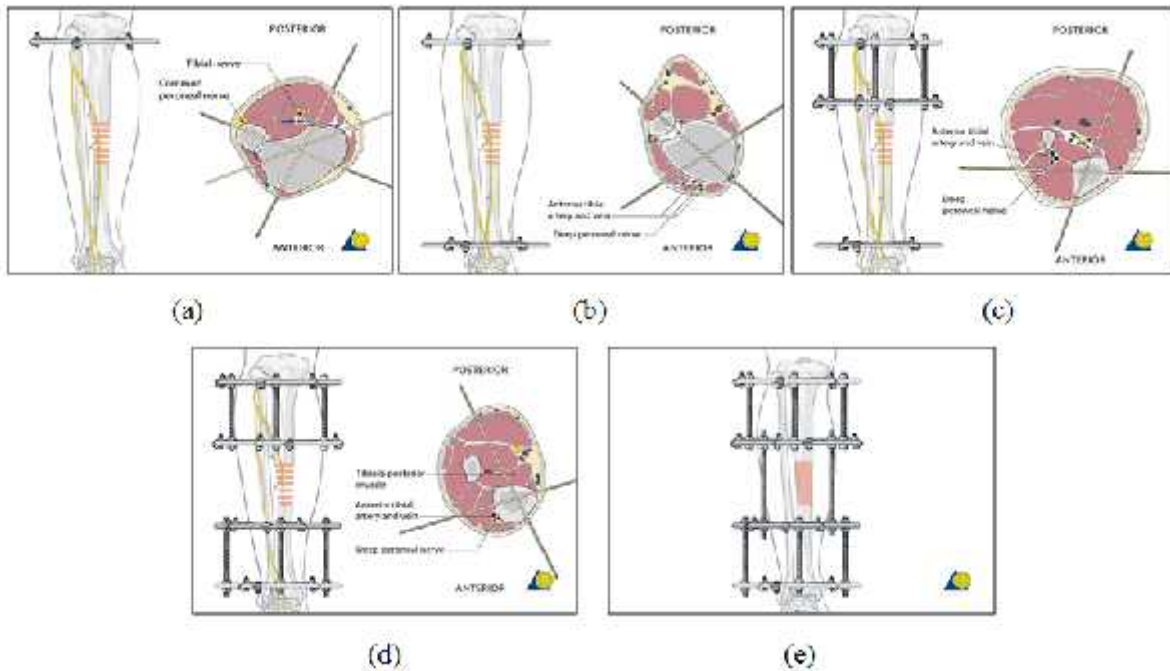 POSTERIOR
Tibial nerve
Common
peroneal nerve
ANTERIOR
(a)
POSTERIOR
Anterior tibial
artery and vein
Deep peroneal nerve
ANTERIOR
(b)
POSTERIOR
Anterior tibial
artery and vein
Deep
peroneal nerve
ANTERIOR
(c)
POSTERIOR
Tibialis posterior
muscle
Anterior tibial
artery and vein
Deep peroneal nerve
ANTERIOR
(d)
(e)